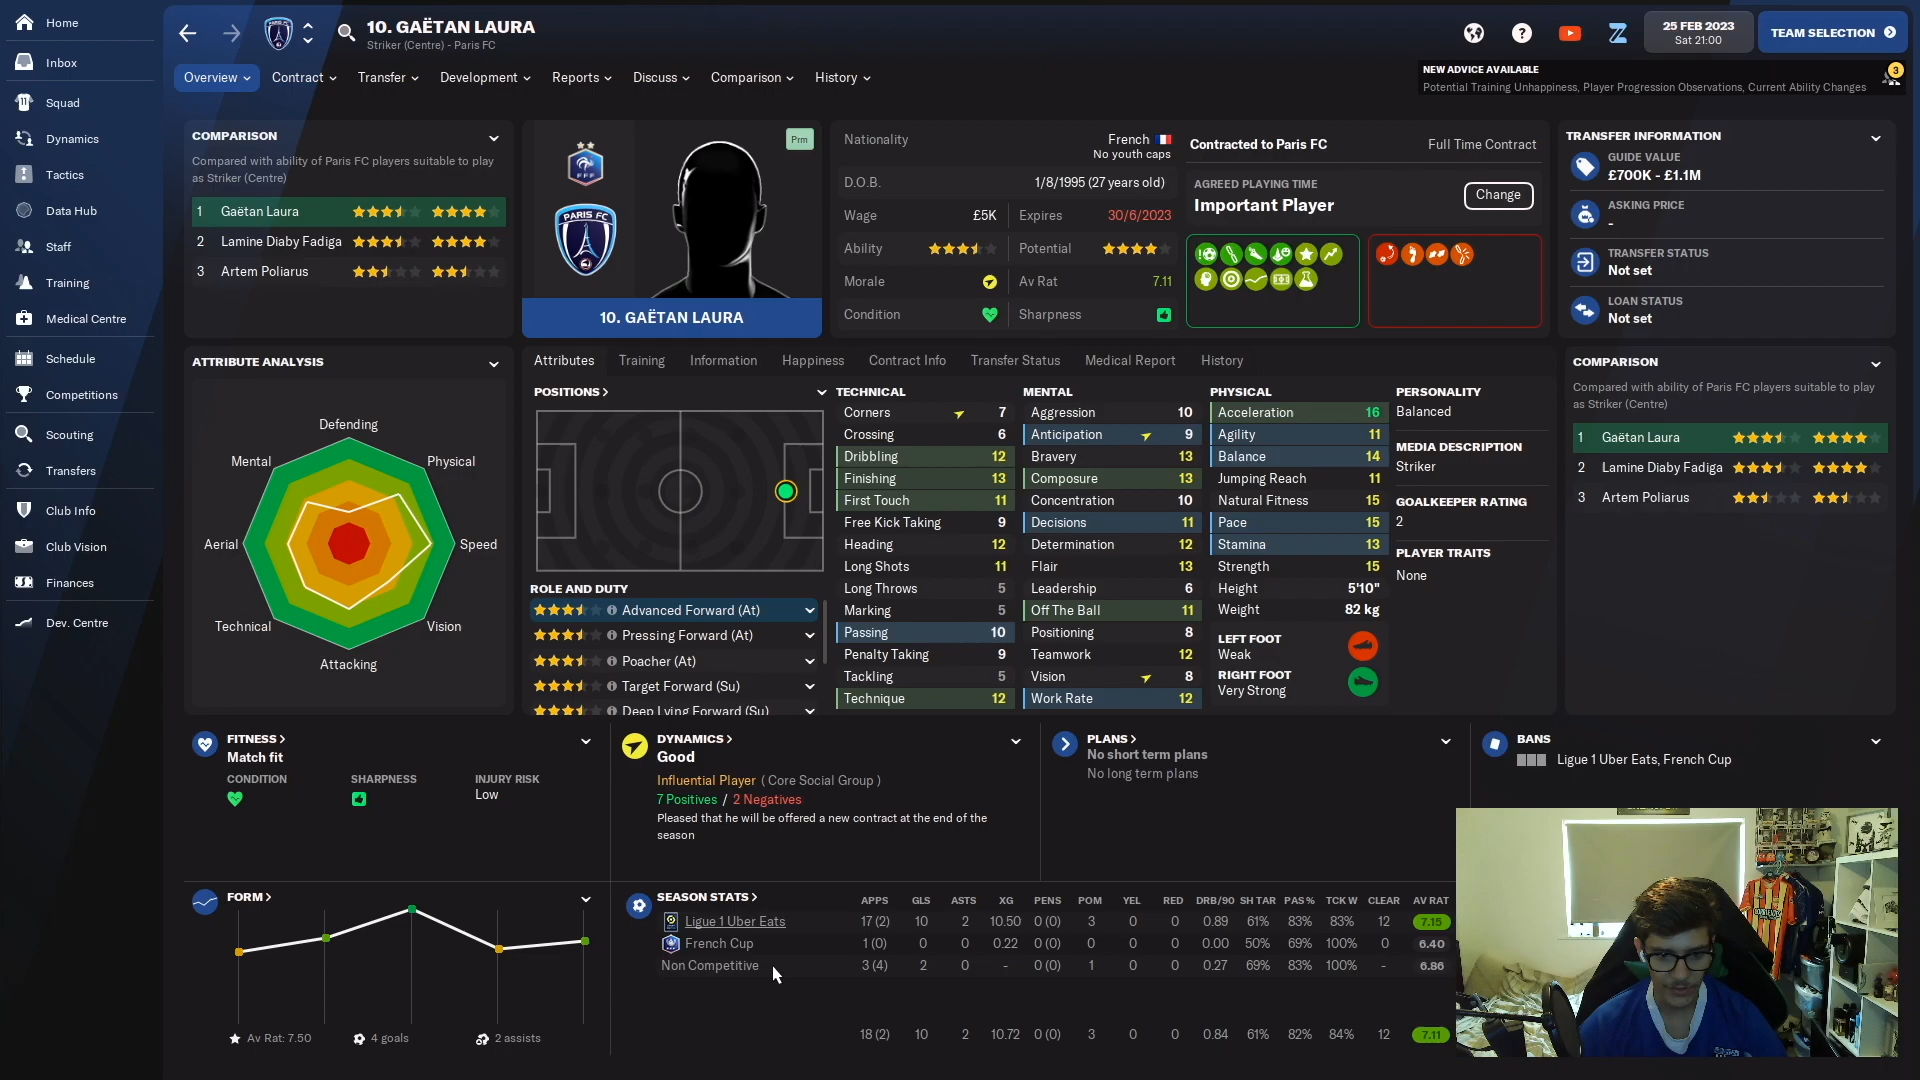 Home
Inbox
Squad
Dynamics
Tactics
Data Hub
Staff
Training
Medical Centre
Schedule
Competitions
Scouting
Transfers
Club Info
Club Vision
Finances
Dev. Centre
10. GAËTAN LAURA
Striker (Centre) - Paris FC
25 FEB 2023
Sat 21:00
TEAM SELECTION
Overview Contract Transfer Development Reports Discuss Comparison History
NEW ADVICE AVAILABLE
3
Potential Training Unhappiness, Player Progression Observations, Current Ability Changes
COMPARISON
Compared with ability of Paris FC players suitable to play
as Striker (Centre)
1 Gaëtan Laura
2 Lamine Diaby Fadiga
3 Artem Poliarus
Prm
FFF
PARIS FC
10. GAËTAN LAURA
Nationality French
No youth caps
D.O.B. 1/8/1995 (27 years old)
Wage £5K Expires 30/6/2023
Ability Potential
Morale Av Rat 7.11
Condition Sharpness
Contracted to Paris FC Full Time Contract
AGREED PLAYING TIME
Important Player
Change
TRANSFER INFORMATION
GUIDE VALUE
£700K - £1.1M
ASKING PRICE
-
TRANSFER STATUS
Not set
LOAN STATUS
Not set
ATTRIBUTE ANALYSIS
Defending
Mental Physical
Aerial Speed
Technical Vision
Attacking
Attributes Training Information Happiness Contract Info Transfer Status Medical Report History
POSITIONS >
ROLE AND DUTY
Advanced Forward (At)
Pressing Forward (At)
Poacher (At)
Target Forward (Su)
Deep Lying Forward (Su)
TECHNICAL
Corners 7
Crossing 6
Dribbling 12
Finishing 13
First Touch 11
Free Kick Taking 9
Heading 12
Long Shots 11
Long Throws 5
Marking 5
Passing 10
Penalty Taking 9
Tackling 5
Technique 12
MENTAL
Aggression 10
Anticipation 9
Bravery 13
Composure 13
Concentration 10
Decisions 11
Determination 12
Flair 13
Leadership 6
Off The Ball 11
Positioning 8
Teamwork 12
Vision 8
Work Rate 12
PHYSICAL
Acceleration 16
Agility 11
Balance 14
Jumping Reach 11
Natural Fitness 15
Pace 15
Stamina 13
Strength 15
Height 5'10"
Weight 82 kg
LEFT FOOT
Weak
RIGHT FOOT
Very Strong
PERSONALITY
Balanced
MEDIA DESCRIPTION
Striker
GOALKEEPER RATING
2
PLAYER TRAITS
None
COMPARISON
Compared with ability of Paris FC players suitable to play
as Striker (Centre)
1 Gaëtan Laura
2 Lamine Diaby Fadiga
3 Artem Poliarus
FITNESS >
Match fit
CONDITION SHARPNESS INJURY RISK
Low
DYNAMICS >
Good
Influential Player ( Core Social Group )
7 Positives / 2 Negatives
Pleased that he will be offered a new contract at the end of the
season
PLANS >
No short term plans
No long term plans
BANS
Ligue 1 Uber Eats, French Cup
FORM >
Av Rat: 7.50 4 goals 2 assists
SEASON STATS > APPS GLS ASTS XG PENS POM YEL RED DRB/90 SH TAR PAS % TCK W CLEAR AV RAT
Ligue 1 Uber Eats 17 (2) 10 2 10.50 0 (0) 3 0 0 0.89 61% 83% 83% 12 7.15
French Cup 1 (0) 0 0 0.22 0 (0) 0 0 0 0.00 50% 69% 100% 0 6.40
Non Competitive 3 (4) 2 0 - 0 (0) 1 0 0 0.27 69% 83% 100% - 6.86
18 (2) 10 2 10.72 0 (0) 3 0 0 0.84 61% 82% 84% 12 7.11